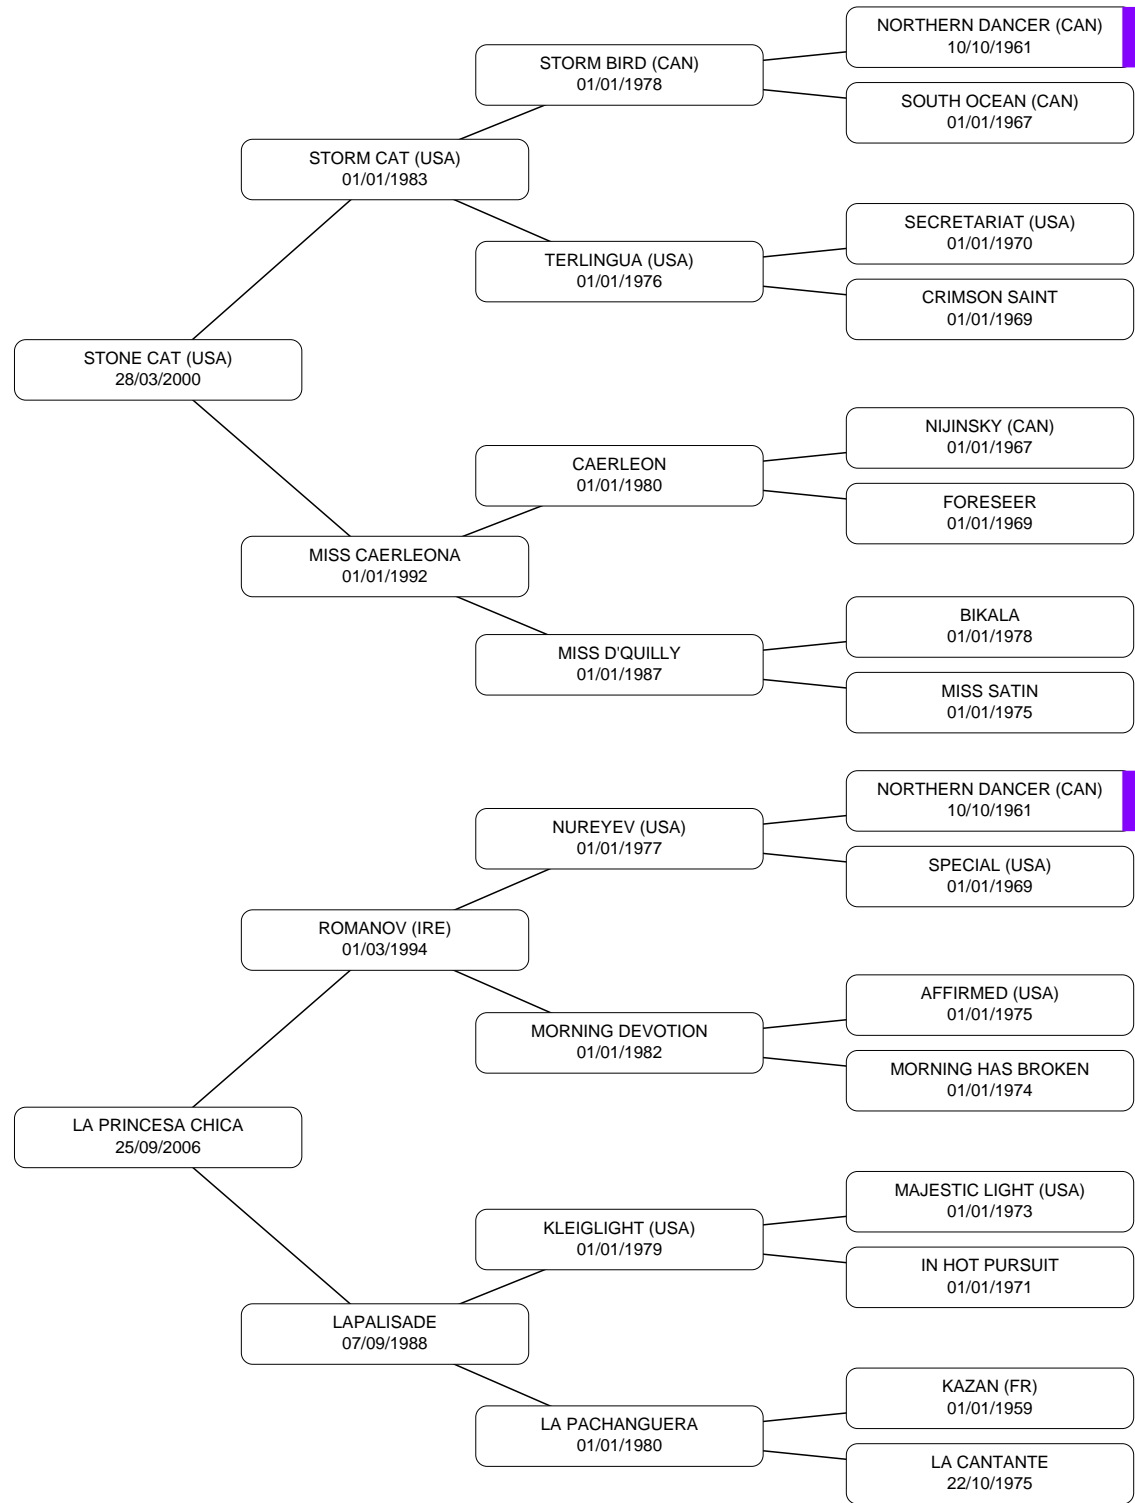 NORTHERN DANCER (CAN)
10/10/1961
STORM BIRD (CAN)
01/01/1978
SOUTH OCEAN (CAN)
01/01/1967
STORM CAT (USA)
01/01/1983
SECRETARIAT (USA)
01/01/1970
TERLINGUA (USA)
01/01/1976
CRIMSON SAINT
01/01/1969
STONE CAT (USA)
28/03/2000
NIJINSKY (CAN)
01/01/1967
CAERLEON
01/01/1980
FORESEER
01/01/1969
MISS CAERLEONA
01/01/1992
BIKALA
01/01/1978
MISS D'QUILLY
01/01/1987
MISS SATIN
01/01/1975
NORTHERN DANCER (CAN)
10/10/1961
NUREYEV (USA)
01/01/1977
SPECIAL (USA)
01/01/1969
ROMANOV (IRE)
01/03/1994
AFFIRMED (USA)
01/01/1975
MORNING DEVOTION
01/01/1982
MORNING HAS BROKEN
01/01/1974
LA PRINCESA CHICA
25/09/2006
MAJESTIC LIGHT (USA)
01/01/1973
KLEIGLIGHT (USA)
01/01/1979
IN HOT PURSUIT
01/01/1971
LAPALISADE
07/09/1988
KAZAN (FR)
01/01/1959
LA PACHANGUERA
01/01/1980
LA CANTANTE
22/10/1975